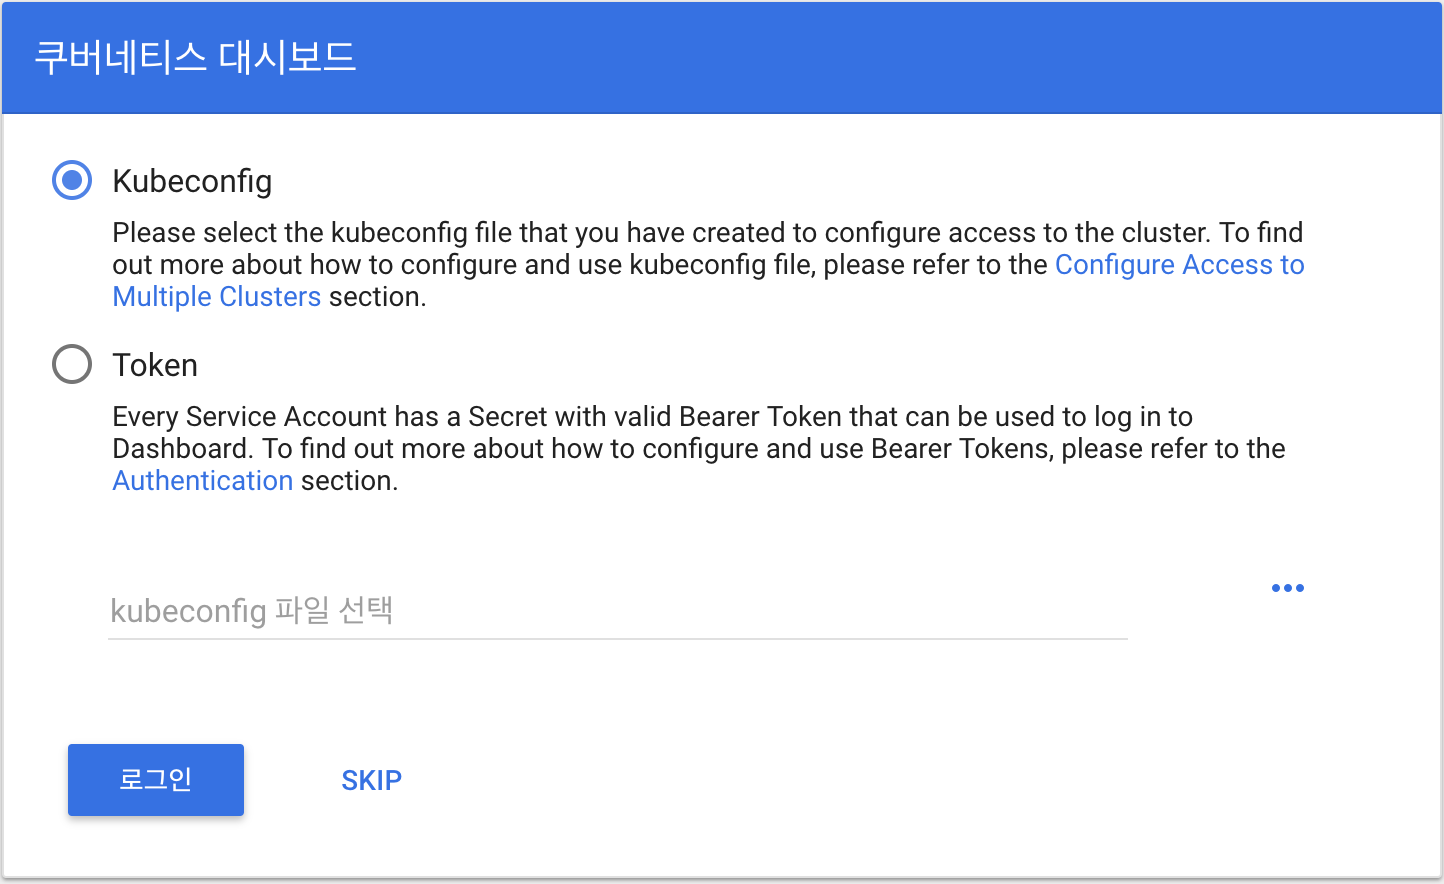 쿠버네티스 대시보드
Kubeconfig
Please select the kubeconfig file that you have created to configure access to the cluster. To find
out more about how to configure and use kubeconfig file, please refer to the Configure Access to
Multiple Clusters section.
Token
Every Service Account has a Secret with valid Bearer Token that can be used to log in to
Dashboard. To find out more about how to configure and use Bearer Tokens, please refer to the
Authentication section.
kubeconfig 파일 선택
로그인 SKIP